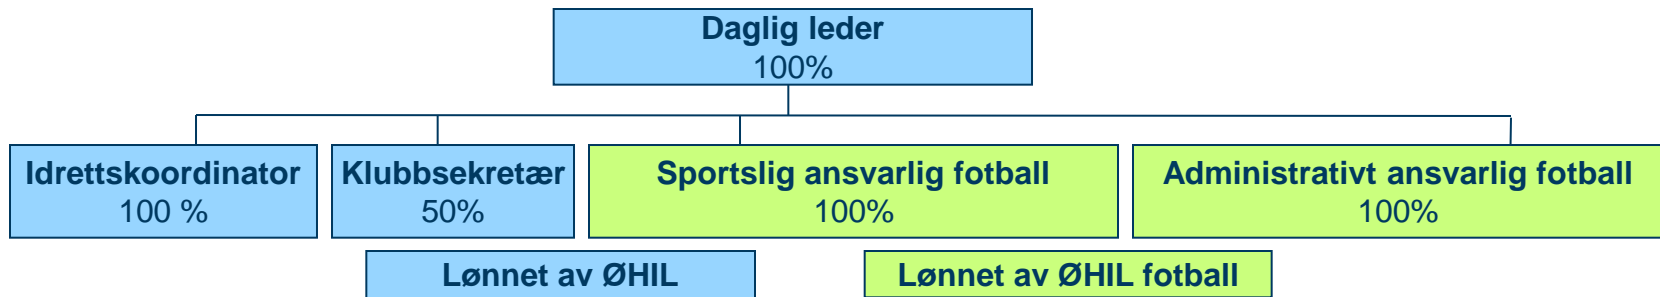 Daglig leder
100%
Idrettskoordinator
100 %
Klubbsekretær
50%
Sportslig ansvarlig fotball
100%
Administrativt ansvarlig fotball
100%
Lønnet av ØHIL
Lønnet av ØHIL fotball